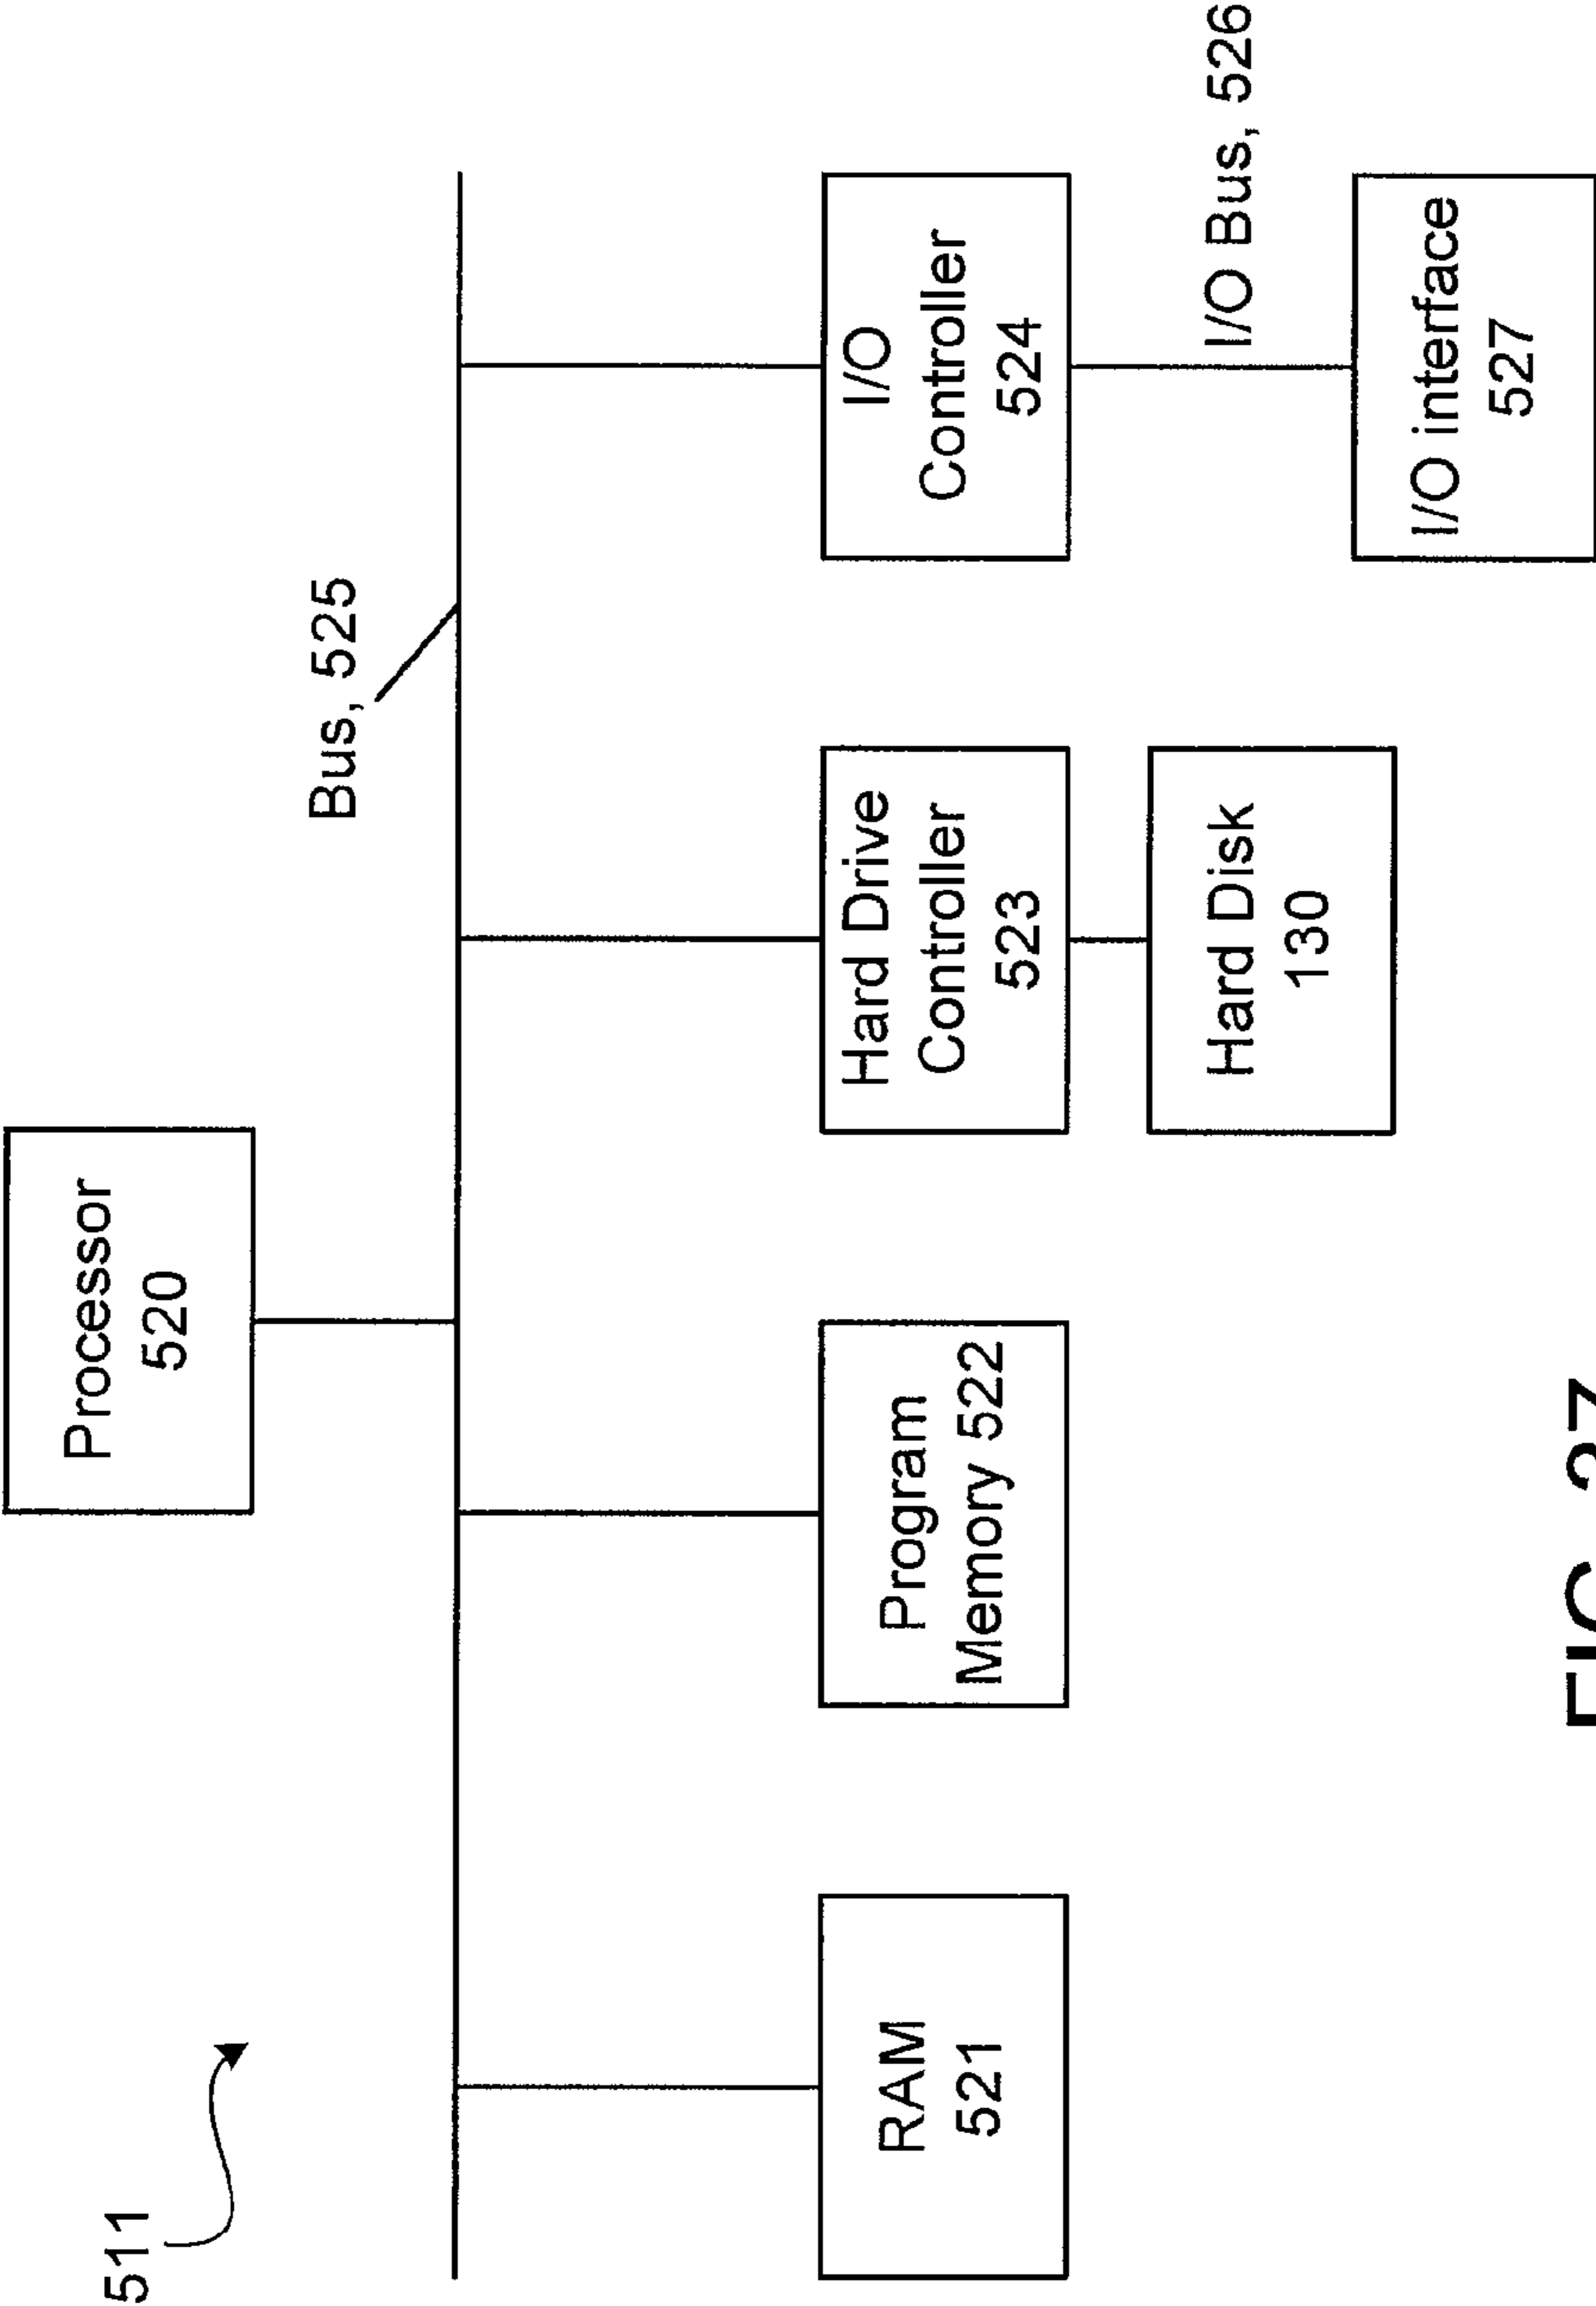 511
Processor
520
Bus, 525
RAM
521
Program
Memory 522
Hard Drive
Controller
523
I/O
Controller
524
Hard Disk
130
I/O Bus, 526
I/O interface
527
FIG